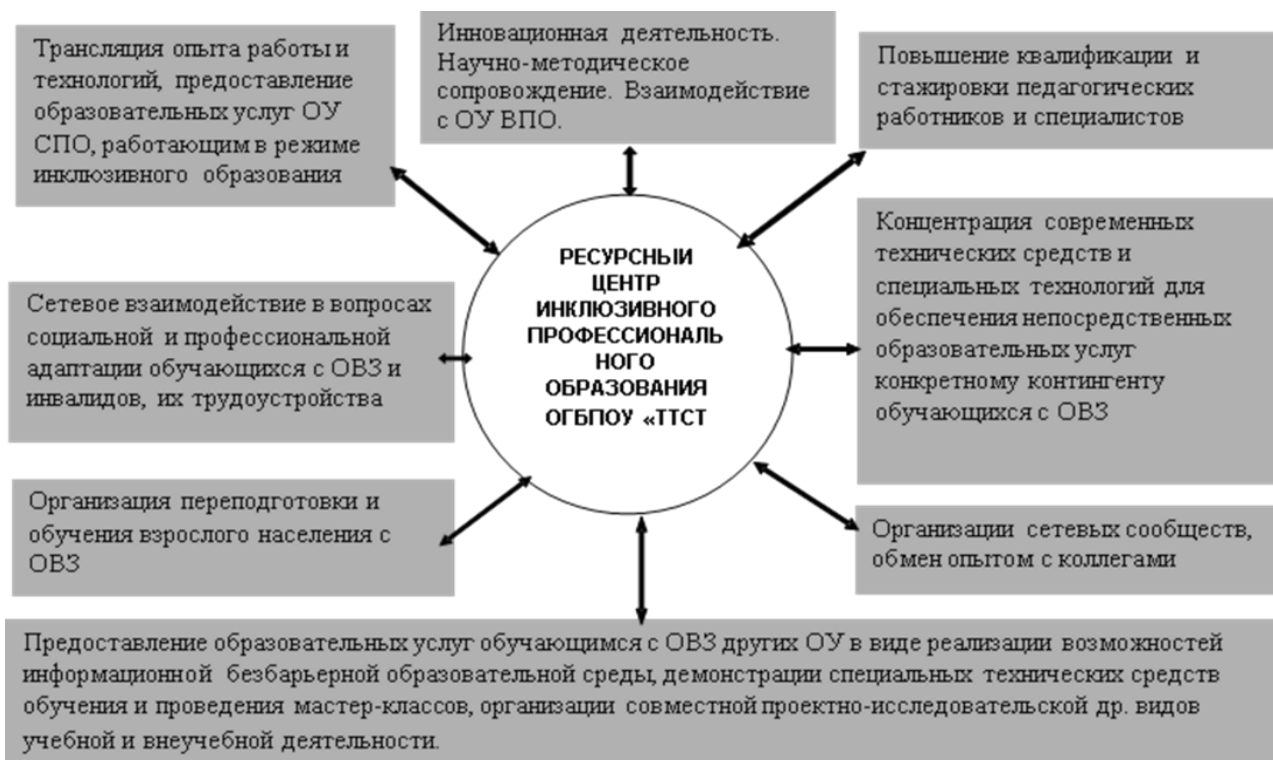 Трансляция опыта работы и
технологий, предоставление
образовательных услуг ОУ
СПО, работающим в режиме
инклюзивного образования
Инновационная деятельность.
Научно-методическое
сопровождение. Взаимодействие
с ОУ ВПО.
Повышение квалификации и
стажировки педагогических
работников и специалистов
Сетевое взаимодействие в вопросах
социальной и профессиональной
адаптации обучающихся с ОВЗ и
инвалидов, их трудоустройства
РЕСУРСНЫЙ
ЦЕНТР
ИНКЛЮЗИВНОГО
ПРОФЕССИОНАЛЬ
НОГО
ОБРАЗОВАНИЯ
ОГБПОУ «ТТСТ
Концентрация современных
технических средств и
специальных технологий для
обеспечения непосредственных
образовательных услуг
конкретному контингенту
обучающихся с ОВЗ
Организация переподготовки и
обучения взрослого населения с
ОВЗ
Организации сетевых сообществ,
обмен опытом с коллегами
Предоставление образовательных услуг обучающимся с ОВЗ других ОУ в виде реализации возможностей
информационной безбарьерной образовательной среды, демонстрации специальных технических средств
обучения и проведения мастер-классов, организации совместной проектно-исследовательской др. видов
учебной и внеучебной деятельности.